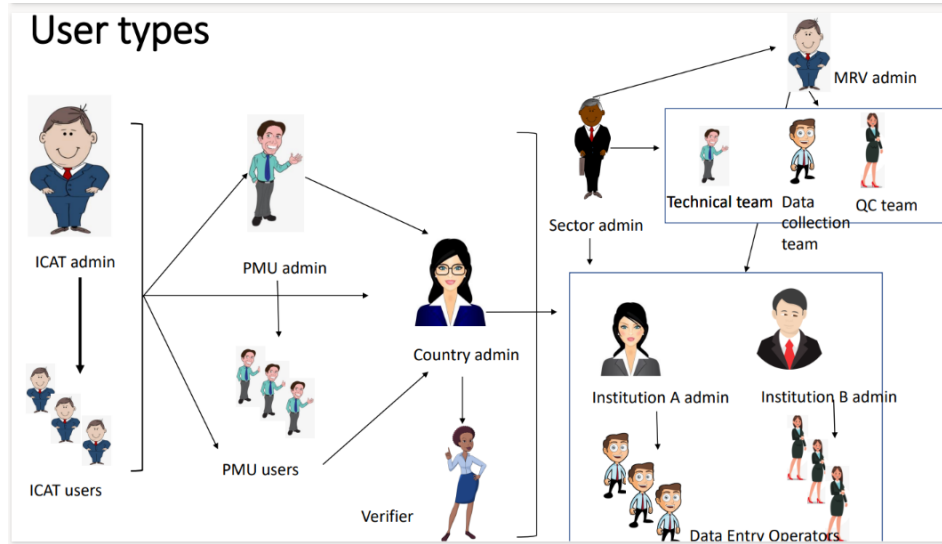 User types
MRV admin
Technical team
Data
collection
team
QC team
Sector admin
ICAT admin
PMU admin
Country admin
Institution A admin
Institution B admin
ICAT users
PMU users
Verifier
Data Entry Operators